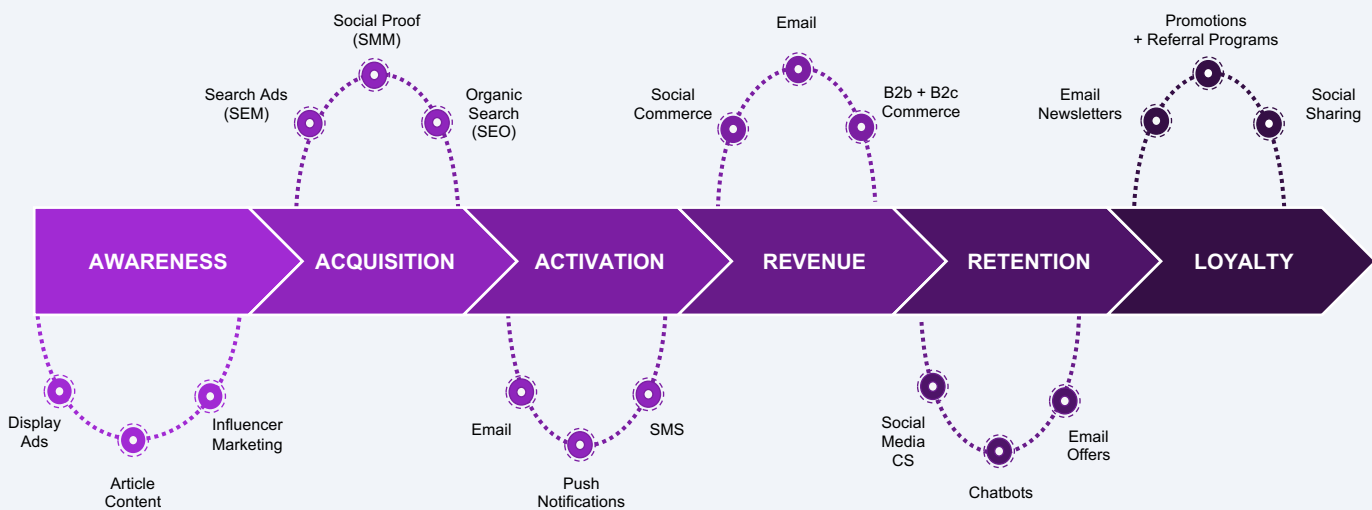 Social Proof
(SMM)
Search Ads
(SEM)
Organic
Search
(SEO)
Email
Social
Commerce
B2b + B2c
Commerce
Promotions
+ Referral Programs
Email
Newsletters
Social
Sharing
AWARENESS
ACQUISITION
ACTIVATION
REVENUE
RETENTION
LOYALTY
Display
Ads
Article
Content
Influencer
Marketing
Email
Push
Notifications
SMS
Social
Media
CS
Chatbots
Email
Offers